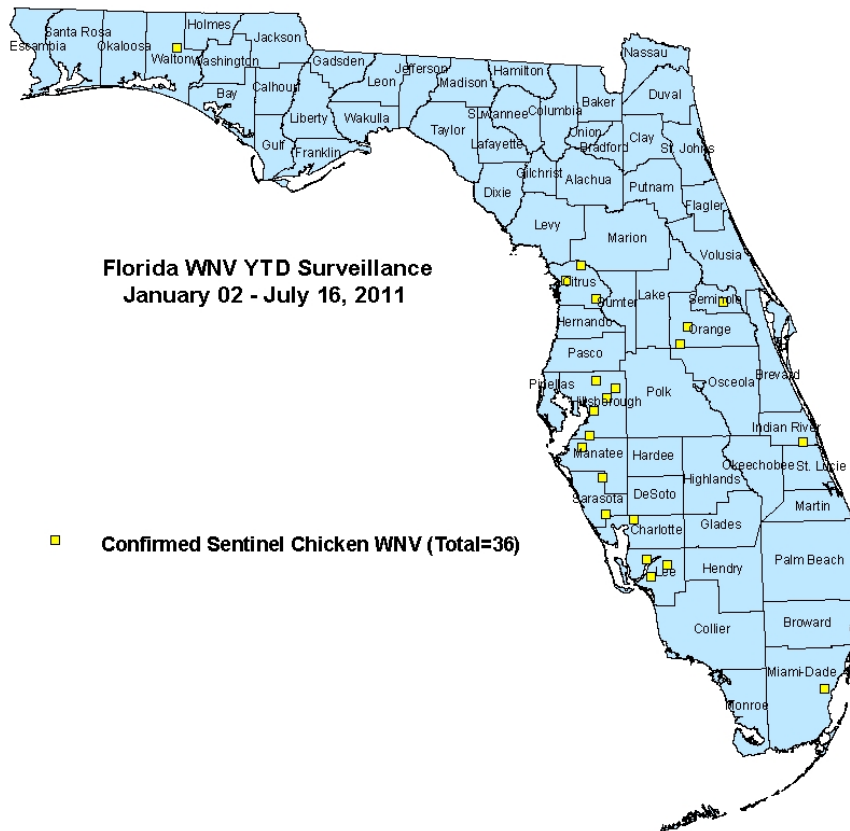 Holmes
Santa Rosa
Jackson
Escambia
Okaloosa
Walton
Washington
Gadsden
Jefferson
Hamilton
Nassau
Leon
Madison
Bay
Calhoun
Baker
Duval
Liberty
Wakulla
Suwannee
Columbia
Taylor
Union
Clay
Gulf
Franklin
Lafayette
Bradford
St. Johns
Gilchrist
Alachua
Dixie
Putnam
Flagler
Levy
Marion
Volusia
Florida WNV YTD Surveillance
January 02 - July 16, 2011
Citrus
Sumter
Lake
Seminole
Hernando
Orange
Pasco
Brevard
Osceola
Pinellas
Polk
Hillsborough
Indian River
Manatee
Hardee
Okeechobee
St. Lucie
Highlands
Sarasota
DeSoto
Martin
Charlotte
Glades
Confirmed Sentinel Chicken WNV (Total=36)
Lee
Hendry
Palm Beach
Collier
Broward
Miami-Dade
Monroe